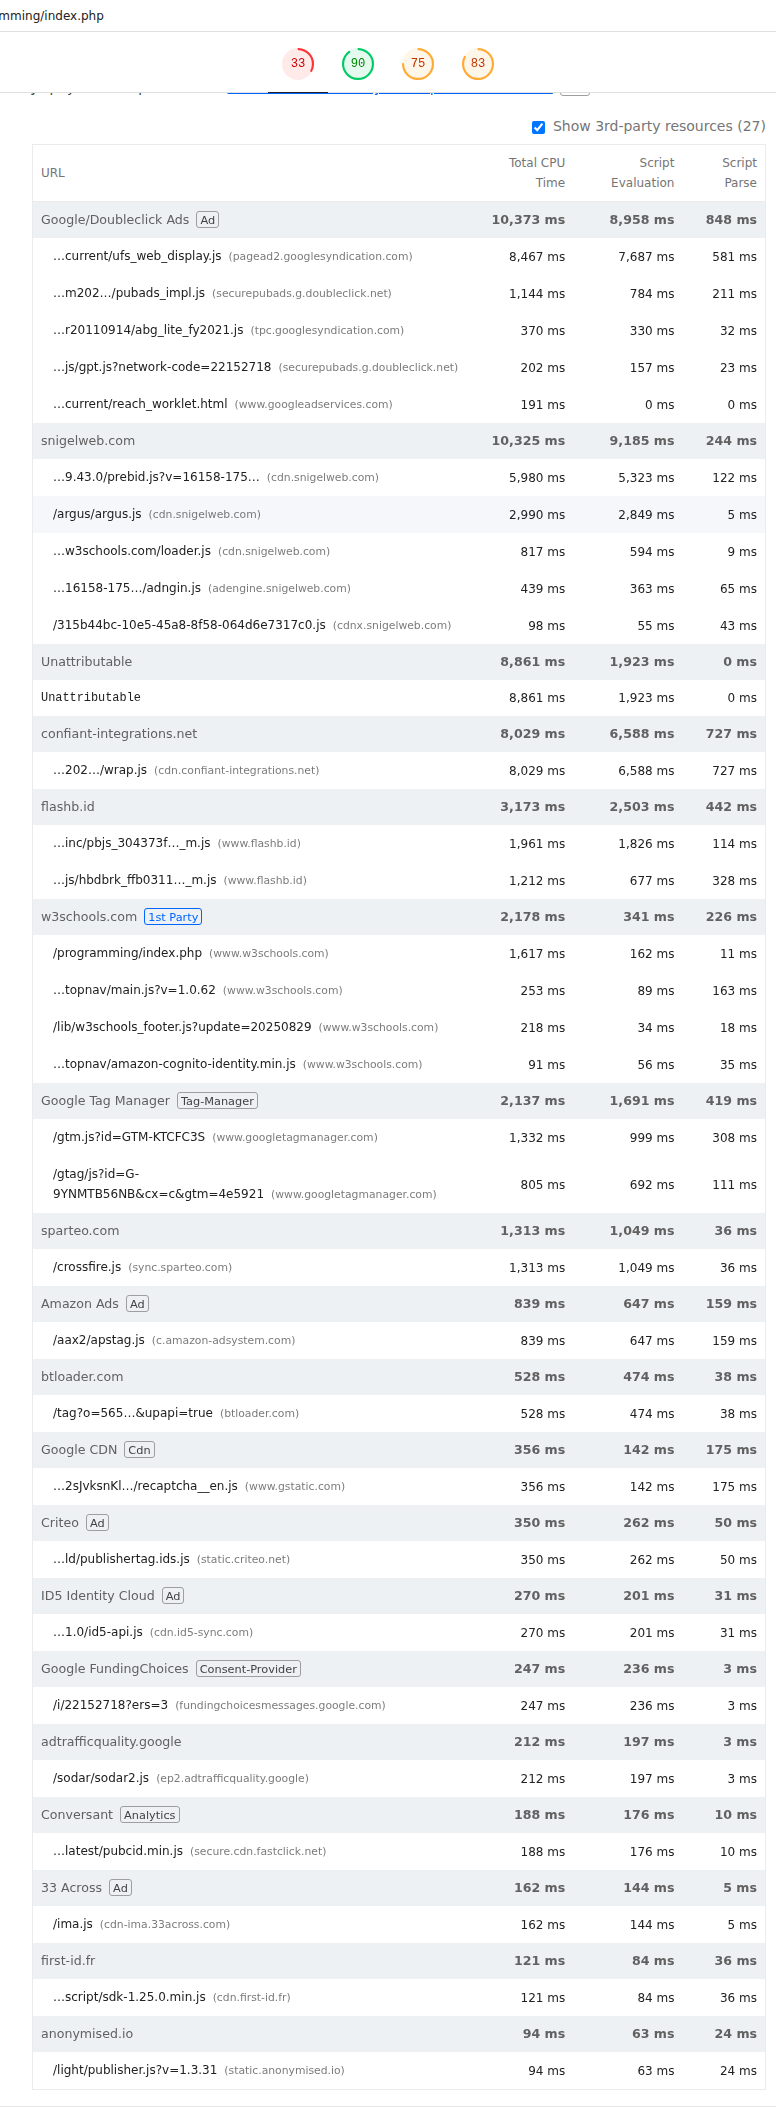 mming/index.php
33 90 75 83
Show 3rd-party resources (27)
URL Total CPU Time Script Evaluation Script Parse
Google/Doubleclick Ads Ad 10,373 ms 8,958 ms 848 ms
…current/ufs_web_display.js (pagead2.googlesyndication.com) 8,467 ms 7,687 ms 581 ms
…m202…/pubads_impl.js (securepubads.g.doubleclick.net) 1,144 ms 784 ms 211 ms
…r20110914/abg_lite_fy2021.js (tpc.googlesyndication.com) 370 ms 330 ms 32 ms
…js/gpt.js?network-code=22152718 (securepubads.g.doubleclick.net) 202 ms 157 ms 23 ms
…current/reach_worklet.html (www.googleadservices.com) 191 ms 0 ms 0 ms
snigelweb.com 10,325 ms 9,185 ms 244 ms
…9.43.0/prebid.js?v=16158-175… (cdn.snigelweb.com) 5,980 ms 5,323 ms 122 ms
/argus/argus.js (cdn.snigelweb.com) 2,990 ms 2,849 ms 5 ms
…w3schools.com/loader.js (cdn.snigelweb.com) 817 ms 594 ms 9 ms
…16158-175…/adngin.js (adengine.snigelweb.com) 439 ms 363 ms 65 ms
/315b44bc-10e5-45a8-8f58-064d6e7317c0.js (cdnx.snigelweb.com) 98 ms 55 ms 43 ms
Unattributable 8,861 ms 1,923 ms 0 ms
Unattributable 8,861 ms 1,923 ms 0 ms
confiant-integrations.net 8,029 ms 6,588 ms 727 ms
…202…/wrap.js (cdn.confiant-integrations.net) 8,029 ms 6,588 ms 727 ms
flashb.id 3,173 ms 2,503 ms 442 ms
…inc/pbjs_304373f…_m.js (www.flashb.id) 1,961 ms 1,826 ms 114 ms
…js/hbdbrk_ffb0311…_m.js (www.flashb.id) 1,212 ms 677 ms 328 ms
w3schools.com 1st Party 2,178 ms 341 ms 226 ms
/programming/index.php (www.w3schools.com) 1,617 ms 162 ms 11 ms
…topnav/main.js?v=1.0.62 (www.w3schools.com) 253 ms 89 ms 163 ms
/lib/w3schools_footer.js?update=20250829 (www.w3schools.com) 218 ms 34 ms 18 ms
…topnav/amazon-cognito-identity.min.js (www.w3schools.com) 91 ms 56 ms 35 ms
Google Tag Manager Tag-Manager 2,137 ms 1,691 ms 419 ms
/gtm.js?id=GTM-KTCFC3S (www.googletagmanager.com) 1,332 ms 999 ms 308 ms
/gtag/js?id=G-
9YNMTB56NB&cx=c&gtm=4e5921 (www.googletagmanager.com) 805 ms 692 ms 111 ms
sparteo.com 1,313 ms 1,049 ms 36 ms
/crossfire.js (sync.sparteo.com) 1,313 ms 1,049 ms 36 ms
Amazon Ads Ad 839 ms 647 ms 159 ms
/aax2/apstag.js (c.amazon-adsystem.com) 839 ms 647 ms 159 ms
btloader.com 528 ms 474 ms 38 ms
/tag?o=565…&upapi=true (btloader.com) 528 ms 474 ms 38 ms
Google CDN Cdn 356 ms 142 ms 175 ms
…2sJvksnKl…/recaptcha__en.js (www.gstatic.com) 356 ms 142 ms 175 ms
Criteo Ad 350 ms 262 ms 50 ms
…ld/publishertag.ids.js (static.criteo.net) 350 ms 262 ms 50 ms
ID5 Identity Cloud Ad 270 ms 201 ms 31 ms
…1.0/id5-api.js (cdn.id5-sync.com) 270 ms 201 ms 31 ms
Google FundingChoices Consent-Provider 247 ms 236 ms 3 ms
/i/22152718?ers=3 (fundingchoicesmessages.google.com) 247 ms 236 ms 3 ms
adtrafficquality.google 212 ms 197 ms 3 ms
/sodar/sodar2.js (ep2.adtrafficquality.google) 212 ms 197 ms 3 ms
Conversant Analytics 188 ms 176 ms 10 ms
…latest/pubcid.min.js (secure.cdn.fastclick.net) 188 ms 176 ms 10 ms
33 Across Ad 162 ms 144 ms 5 ms
/ima.js (cdn-ima.33across.com) 162 ms 144 ms 5 ms
first-id.fr 121 ms 84 ms 36 ms
…script/sdk-1.25.0.min.js (cdn.first-id.fr) 121 ms 84 ms 36 ms
anonymised.io 94 ms 63 ms 24 ms
/light/publisher.js?v=1.3.31 (static.anonymised.io) 94 ms 63 ms 24 ms